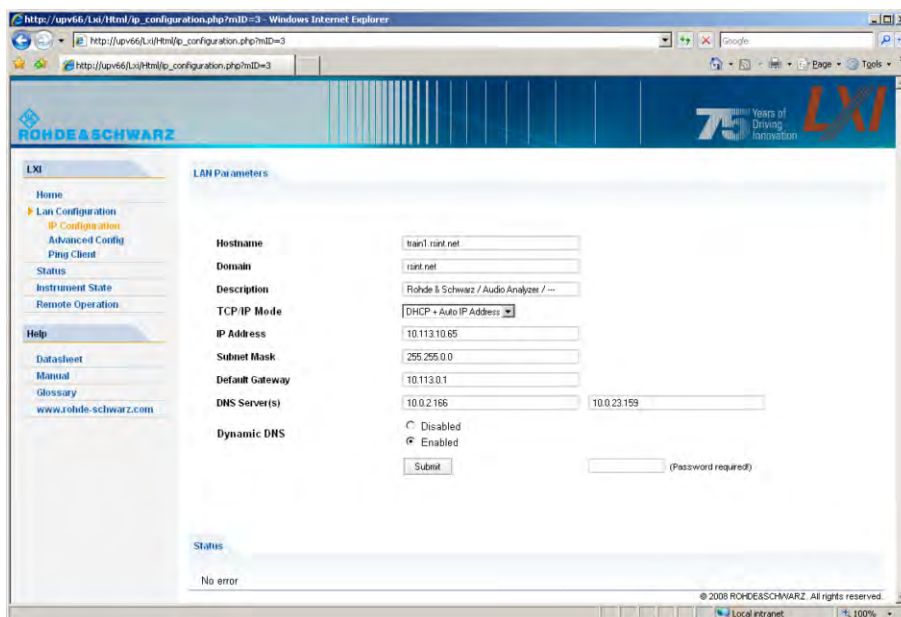 http://upv66/Lxi/Html/ip_configuration.php?mID=3 - Windows Internet Explorer
http://upv66/Lxi/Html/ip_configuration.php?mID=3
Google
http://upv66/Lxi/Html/ip_configuration.php?mID=3
Page
Tools
ROHDE&SCHWARZ
75 Years of Driving Innovation
LXI
LXI
Home
Lan Configuration
IP Configuration
Advanced Config
Ping Client
Status
Instrument State
Remote Operation
Help
Datasheet
Manual
Glossary
www.rohde-schwarz.com
LAN Parameters
Hostname train1.rsint.net
Domain rsint.net
Description Rohde & Schwarz / Audio Analyzer / ---
TCP/IP Mode DHCP + Auto IP Address
IP Address 10.113.10.65
Subnet Mask 255.255.0.0
Default Gateway 10.113.0.1
DNS Server(s) 10.0.2.166 10.0.23.159
Dynamic DNS Disabled
Enabled
Submit (Password required!)
Status
No error
© 2008 ROHDE&SCHWARZ. All rights reserved.
Local intranet 100%